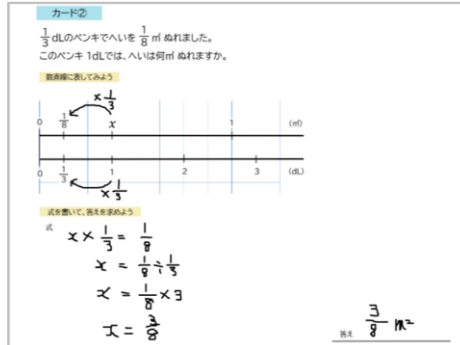 カード②
1/3 dLのペンキでへいを 1/8 ㎡ ぬれました。
このペンキ 1dLでは、へいは何㎡ ぬれますか。
数直線に表してみよう
×1/3
0 1/8 x 1 (㎡)
0 1/3 1 2 3 (dL)
×1/3
式を書いて、答えを求めよう
式
x × 1/3 = 1/8
x = 1/8 ÷ 1/3
x = 1/8 × 3
x = 3/8
答え 3/8 m²